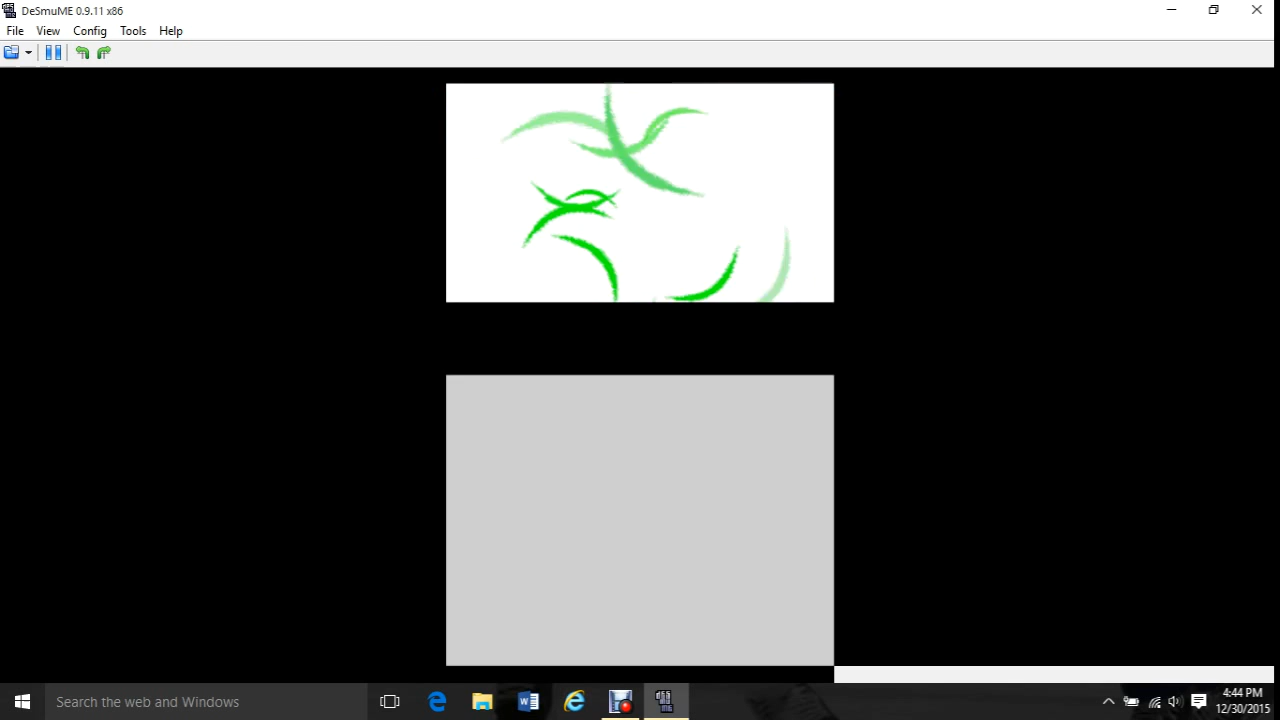 DeSmuME 0.9.11 x86
File View Config Tools Help
Search the web and Windows
4:44 PM
12/30/2015